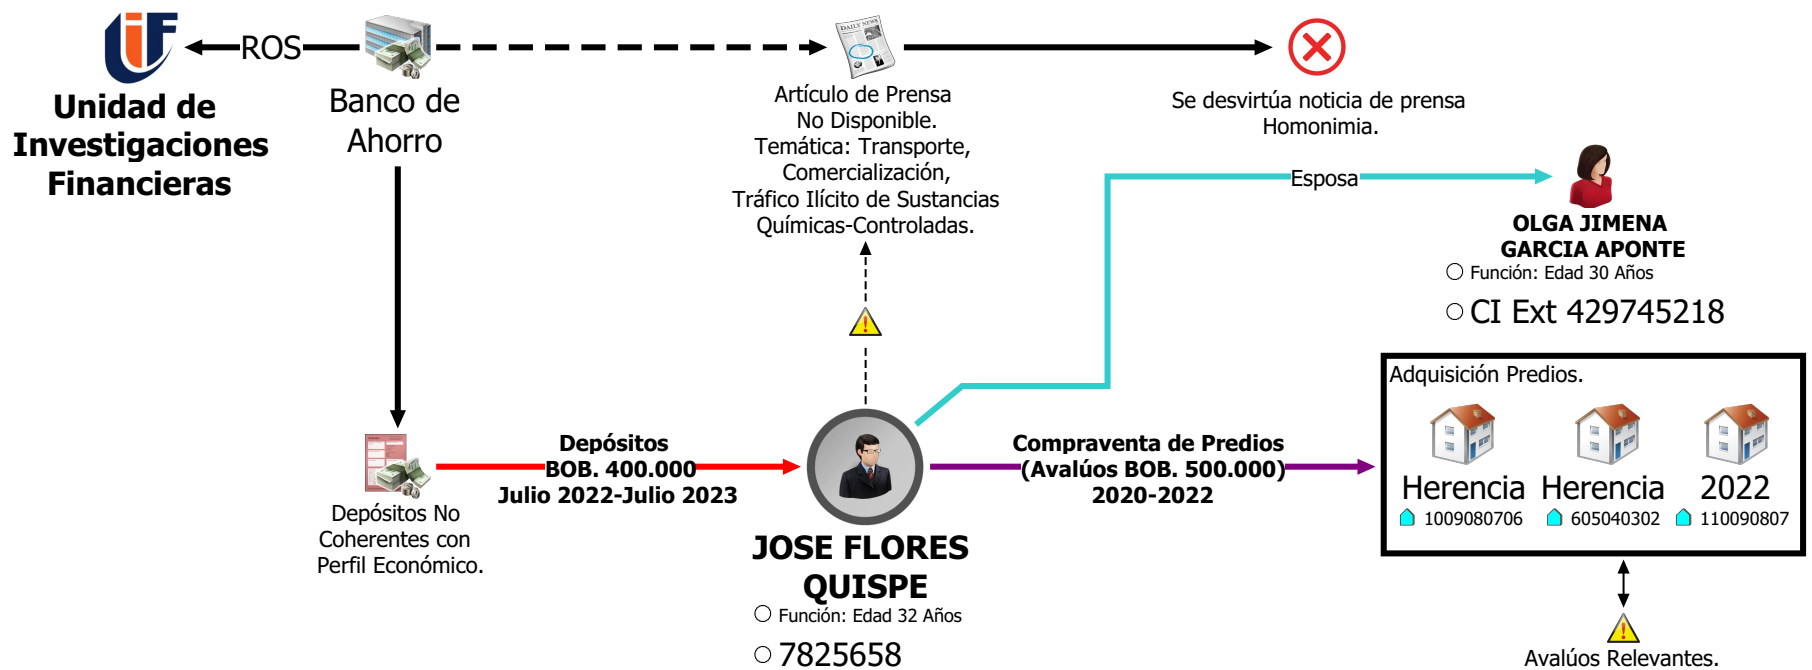 UiF
ROS
Unidad de
Investigaciones
Financieras
Banco de
Ahorro
DAILY NEWS
Artículo de Prensa
No Disponible.
Temática: Transporte,
Comercialización,
Tráfico Ilícito de Sustancias
Químicas-Controladas.
Se desvirtúa noticia de prensa
Homonimia.
Esposa
OLGA JIMENA
GARCIA APONTE
Función: Edad 30 Años
CI Ext 429745218
Depósitos No
Coherentes con
Perfil Económico.
Depósitos
BOB. 400.000
Julio 2022-Julio 2023
JOSE FLORES
QUISPE
Función: Edad 32 Años
7825658
Compraventa de Predios
(Avalúos BOB. 500.000)
2020-2022
Adquisición Predios.
Herencia Herencia 2022
1009080706 605040302 110090807
Avalúos Relevantes.